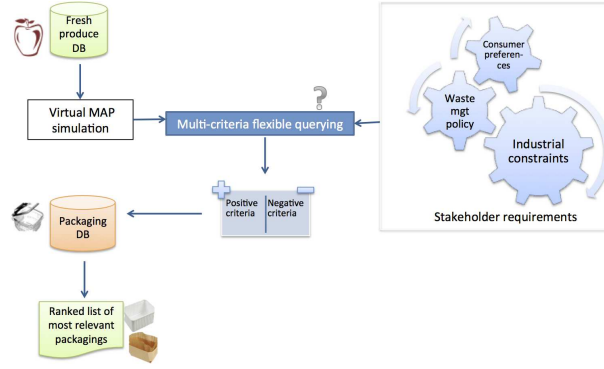 Fresh
produce
DB
Virtual MAP
simulation
?
Multi-criteria flexible querying
Consumer
preferen-
ces
Waste
mgt
policy
Industrial
constraints
Stakeholder requirements
+
Positive
criteria
−
Negative
criteria
Packaging
DB
Ranked list of
most relevant
packagings